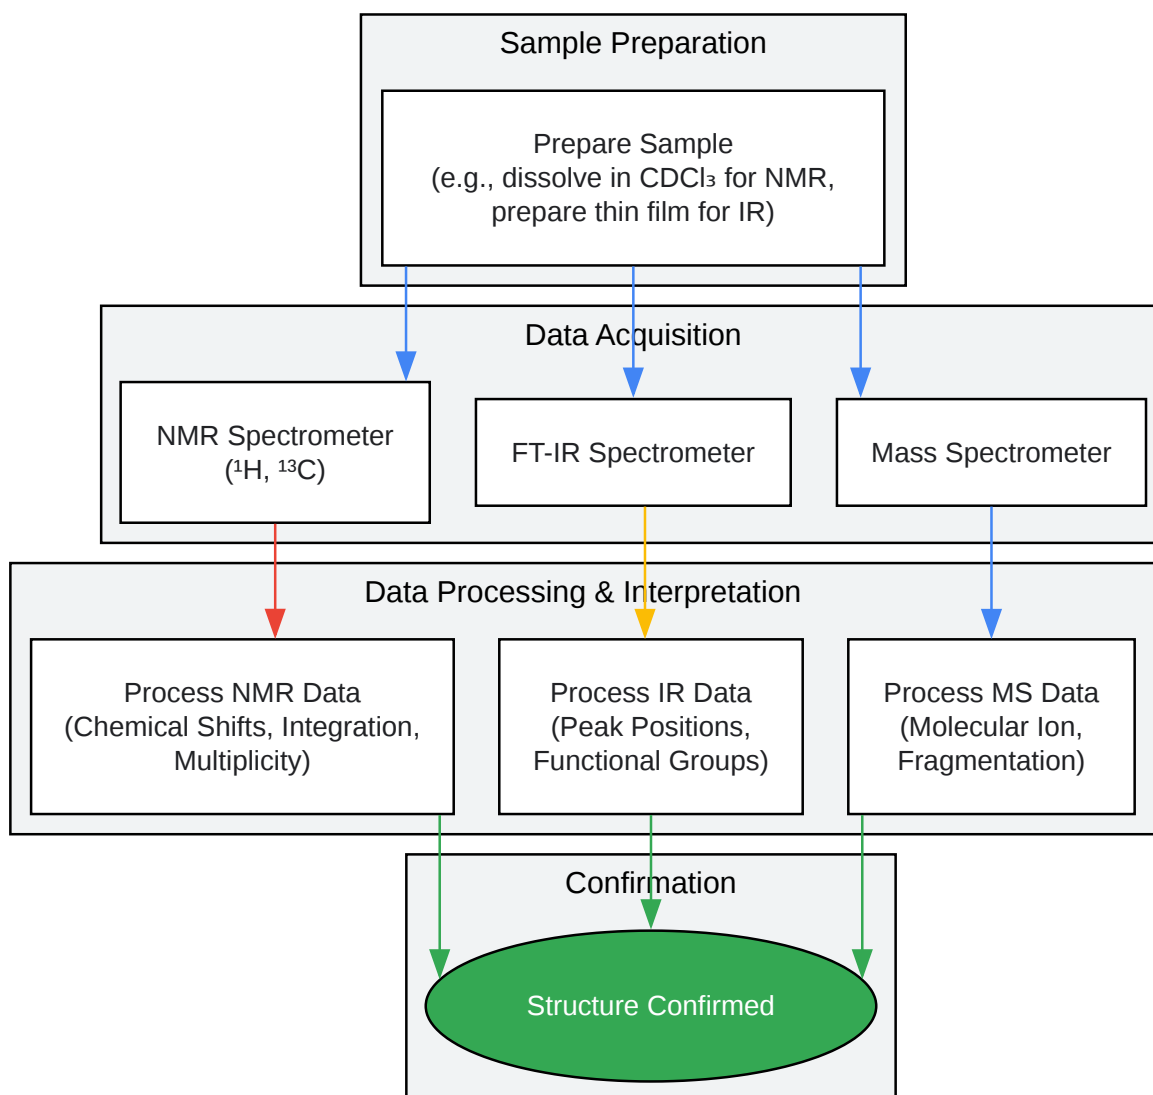 Sample Preparation
Prepare Sample
(e.g., dissolve in CDCl₃ for NMR,
prepare thin film for IR)
Data Acquisition
NMR Spectrometer
(¹H, ¹³C)
FT-IR Spectrometer
Mass Spectrometer
Data Processing & Interpretation
Process NMR Data
(Chemical Shifts, Integration,
Multiplicity)
Process IR Data
(Peak Positions,
Functional Groups)
Process MS Data
(Molecular Ion,
Fragmentation)
Confirmation
Structure Confirmed